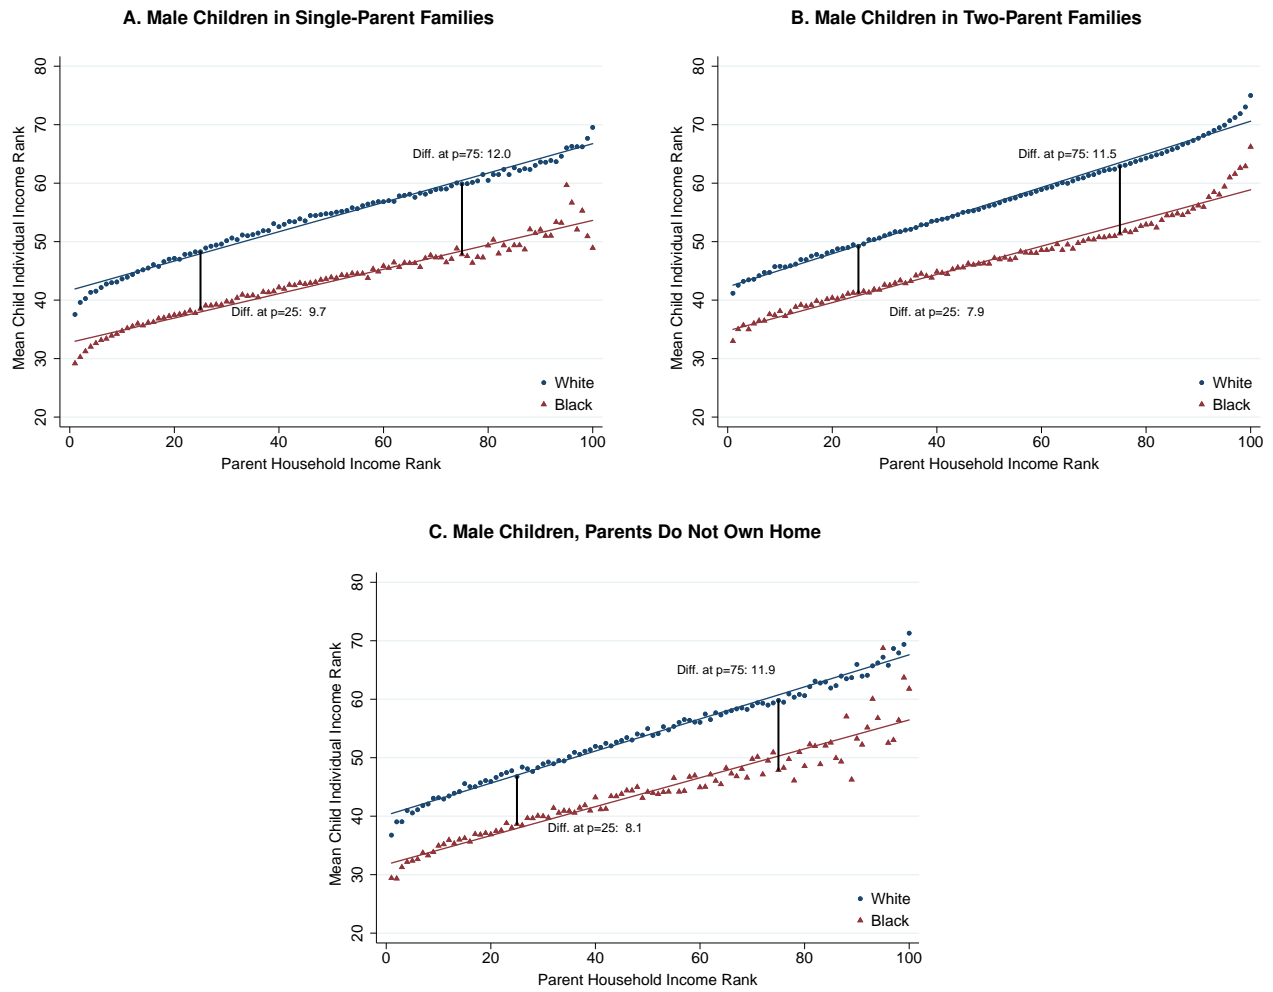 A. Male Children in Single-Parent Families
Mean Child Individual Income Rank
80
70
60
50
40
30
20
Diff. at p=75: 12.0
Diff. at p=25: 9.7
White
Black
0 20 40 60 80 100
Parent Household Income Rank
B. Male Children in Two-Parent Families
Mean Child Individual Income Rank
80
70
60
50
40
30
20
Diff. at p=75: 11.5
Diff. at p=25: 7.9
White
Black
0 20 40 60 80 100
Parent Household Income Rank
C. Male Children, Parents Do Not Own Home
Mean Child Individual Income Rank
80
70
60
50
40
30
20
Diff. at p=75: 11.9
Diff. at p=25: 8.1
White
Black
0 20 40 60 80 100
Parent Household Income Rank